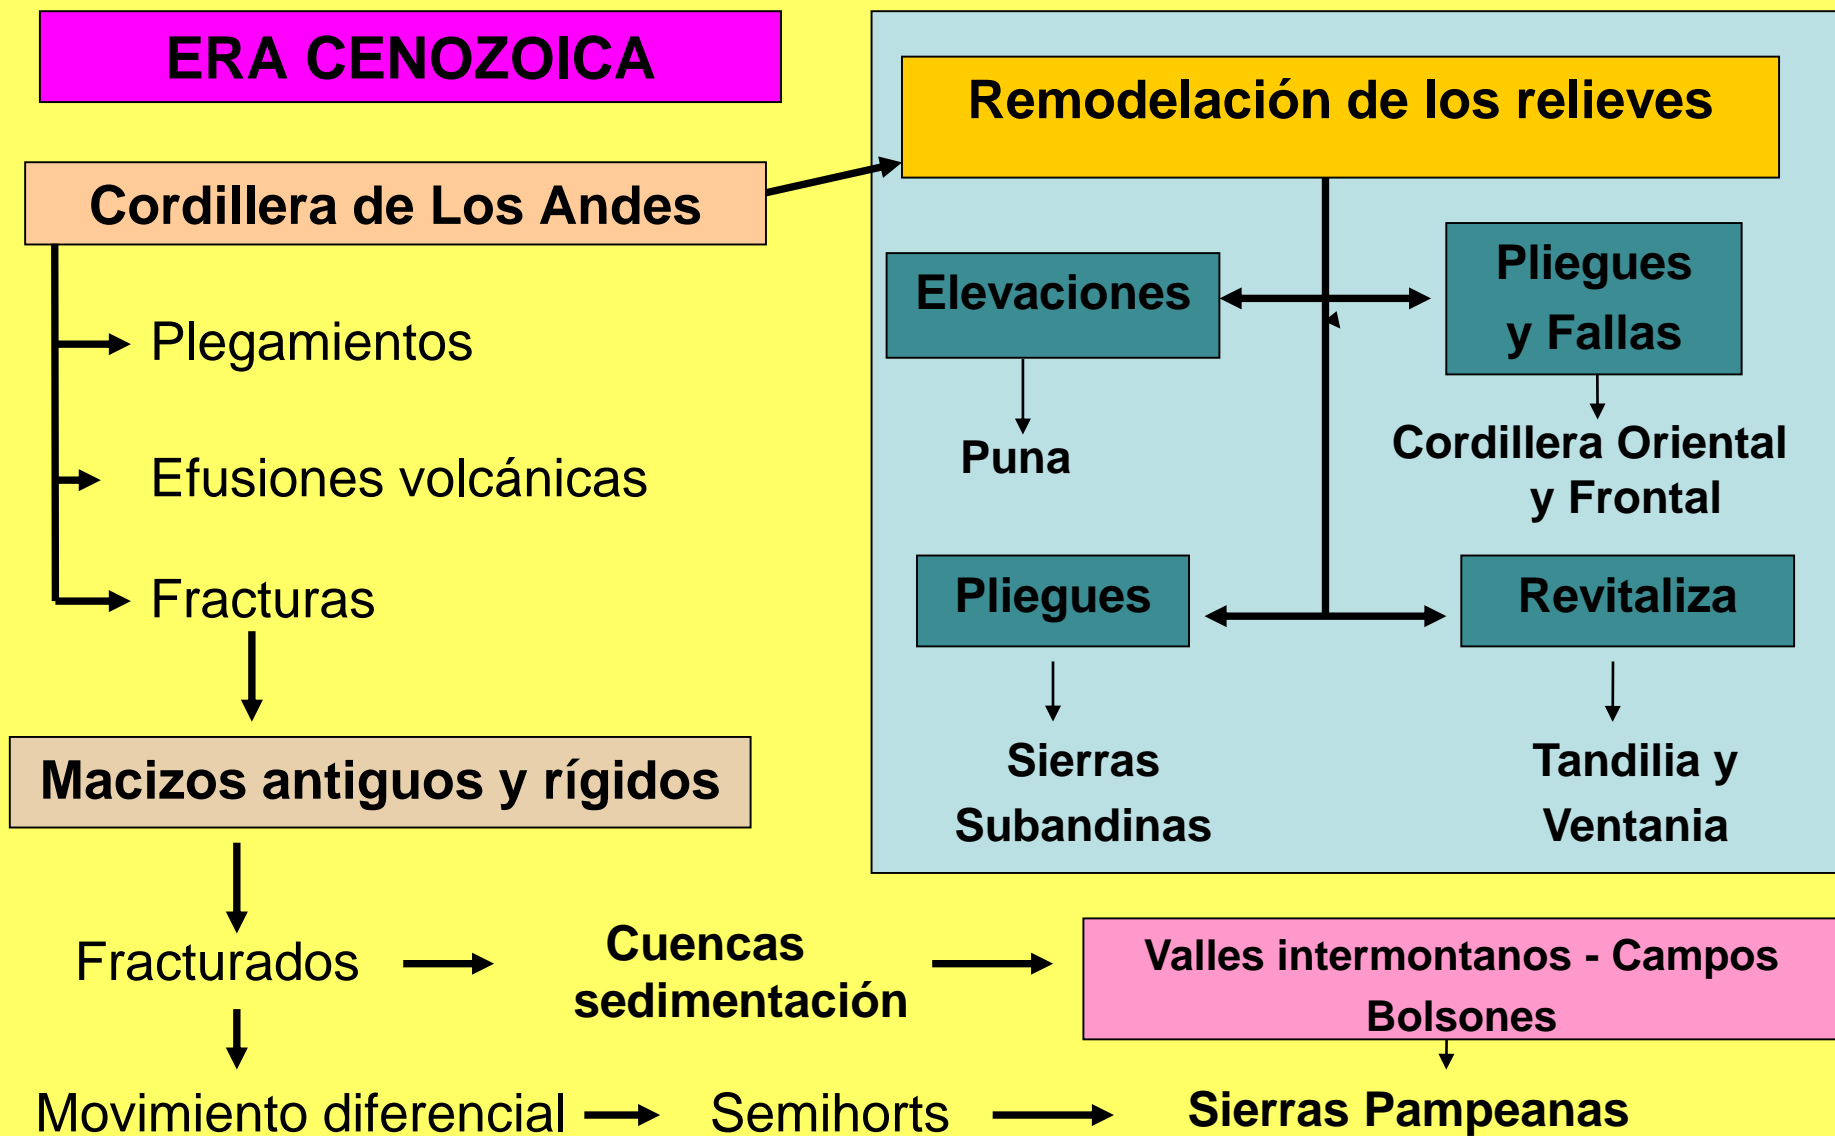 ERA CENOZOICA
Remodelación de los relieves
Cordillera de Los Andes
Plegamientos
Efusiones volcánicas
Fracturas
Elevaciones
Puna
Pliegues
y Fallas
Cordillera Oriental
y Frontal
Pliegues
Sierras
Subandinas
Revitaliza
Tandilia y
Ventania
Macizos antiguos y rígidos
Fracturados
Cuencas
sedimentación
Valles intermontanos - Campos
Bolsones
Movimiento diferencial
Semihorts
Sierras Pampeanas